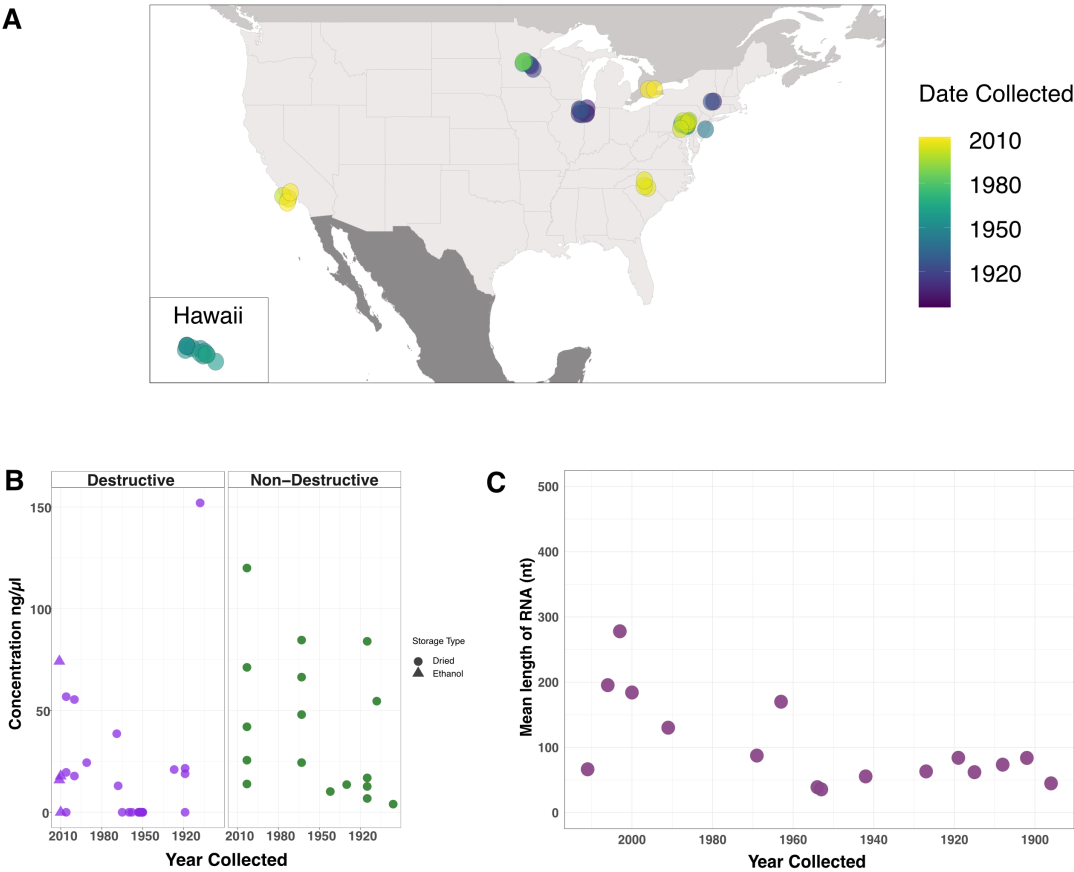 A
Date Collected
2010
1980
1950
1920
Hawaii
B
Destructive
Non–Destructive
150
100
50
0
Concentration ng/µl
2010 1980 1950 1920
2010 1980 1950 1920
Year Collected
Storage Type
Dried
Ethanol
C
500
400
300
200
100
0
Mean length of RNA (nt)
2000 1980 1960 1940 1920 1900
Year Collected